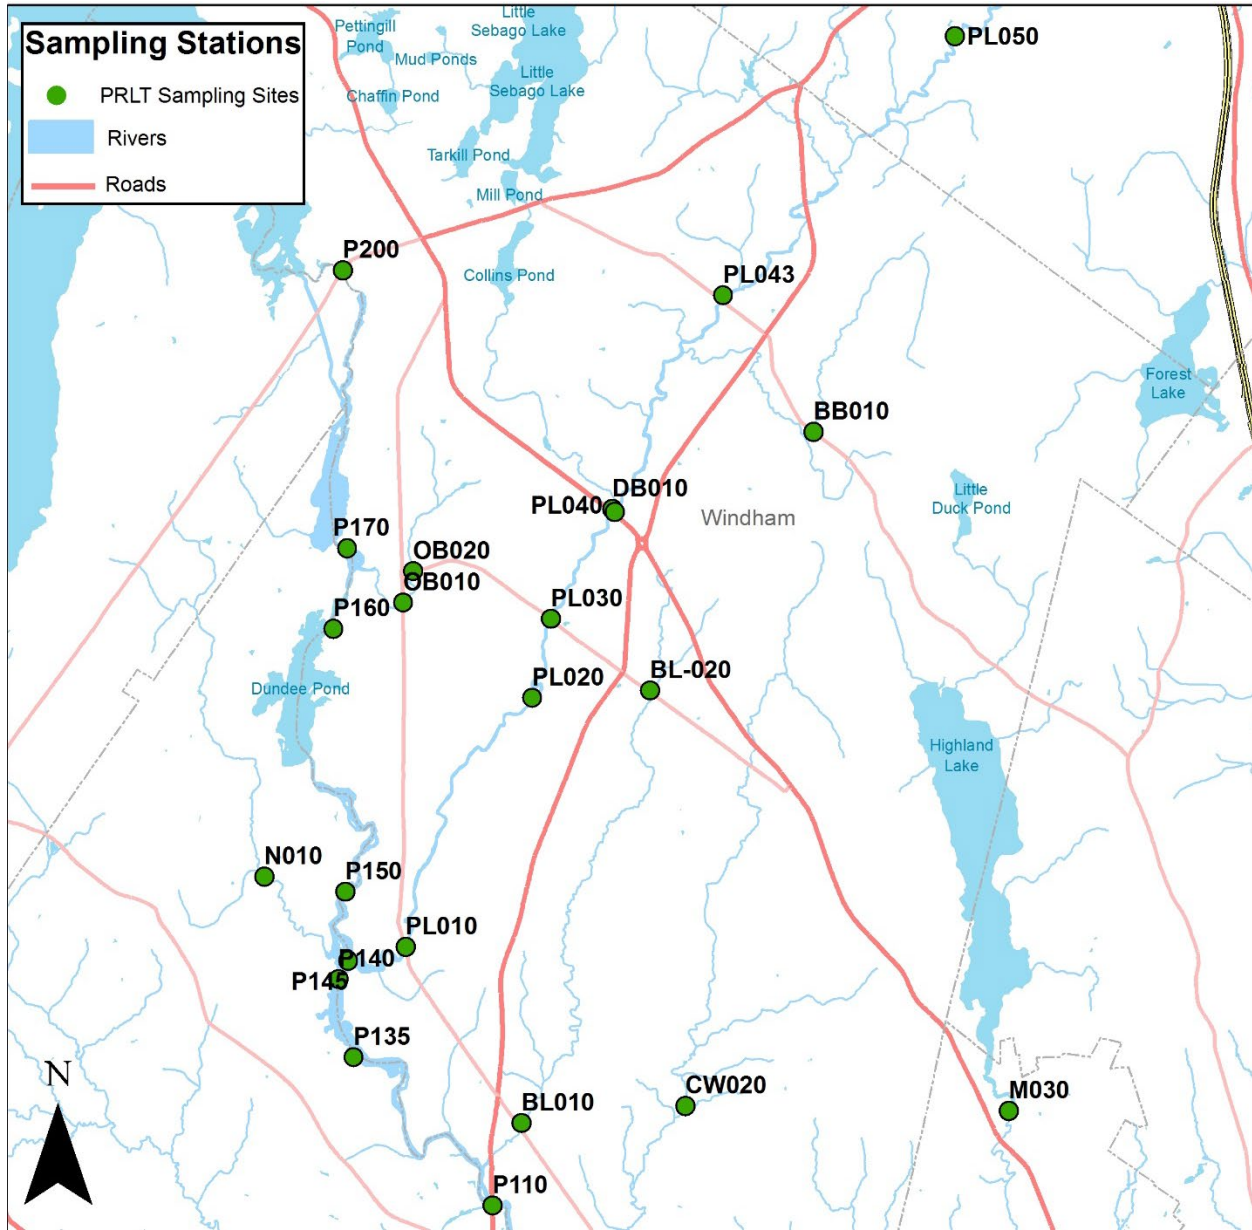 Sampling Stations
PRLT Sampling Sites
Rivers
Roads
Pettingill
Pond
Mud Ponds
Chaffin Pond
Little
Sebago Lake
Little
Sebago Lake
Tarkill Pond
Mill Pond
Collins Pond
PL050
P200
PL043
Forest
Lake
BB010
Little
Duck Pond
DB010
PL040
Windham
P170
OB020
OB010
P160
PL030
PL020
BL-020
Dundee Pond
Highland
Lake
N010
P150
PL010
P140
P145
P135
N
CW020
M030
BL010
P110